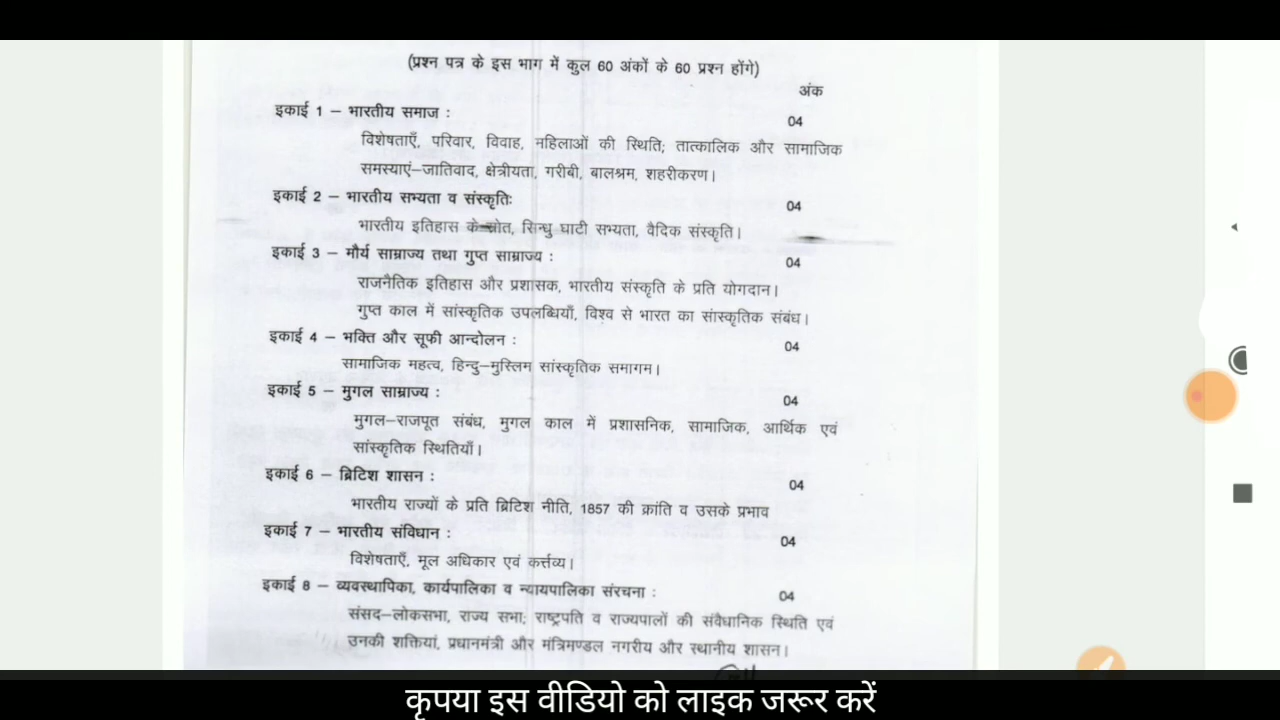 (प्रश्न पत्र के इस भाग में कुल 60 अंकों के 60 प्रश्न होंगे)
अंक
इकाई 1 – भारतीय समाज : 04
विशेषताएँ, परिवार, विवाह, महिलाओं की स्थिति; तात्कालिक और सामाजिक
समस्याएं–जातिवाद, क्षेत्रीयता, गरीबी, बालश्रम, शहरीकरण।
इकाई 2 – भारतीय सभ्यता व संस्कृतिः 04
भारतीय इतिहास के स्रोत, सिन्धु घाटी सभ्यता, वैदिक संस्कृति।
इकाई 3 – मौर्य साम्राज्य तथा गुप्त साम्राज्य : 04
राजनैतिक इतिहास और प्रशासक, भारतीय संस्कृति के प्रति योगदान।
गुप्त काल में सांस्कृतिक उपलब्धियाँ, विश्व से भारत का सांस्कृतिक संबंध।
इकाई 4 – भक्ति और सूफी आन्दोलन : 04
सामाजिक महत्व, हिन्दु–मुस्लिम सांस्कृतिक समागम।
इकाई 5 – मुगल साम्राज्य : 04
मुगल–राजपूत संबंध, मुगल काल में प्रशासनिक, सामाजिक, आर्थिक एवं
सांस्कृतिक स्थितियाँ।
इकाई 6 – ब्रिटिश शासन : 04
भारतीय राज्यों के प्रति ब्रिटिश नीति, 1857 की क्रांति व उसके प्रभाव
इकाई 7 – भारतीय संविधान : 04
विशेषताएँ, मूल अधिकार एवं कर्त्तव्य।
इकाई 8 – व्यवस्थापिका, कार्यपालिका व न्यायपालिका संरचना : 04
संसद–लोकसभा, राज्य सभा; राष्ट्रपति व राज्यपालों की संवैधानिक स्थिति एवं
उनकी शक्तियां, प्रधानमंत्री और मंत्रिमण्डल नगरीय और स्थानीय शासन।
कृपया इस वीडियो को लाइक जरूर करें